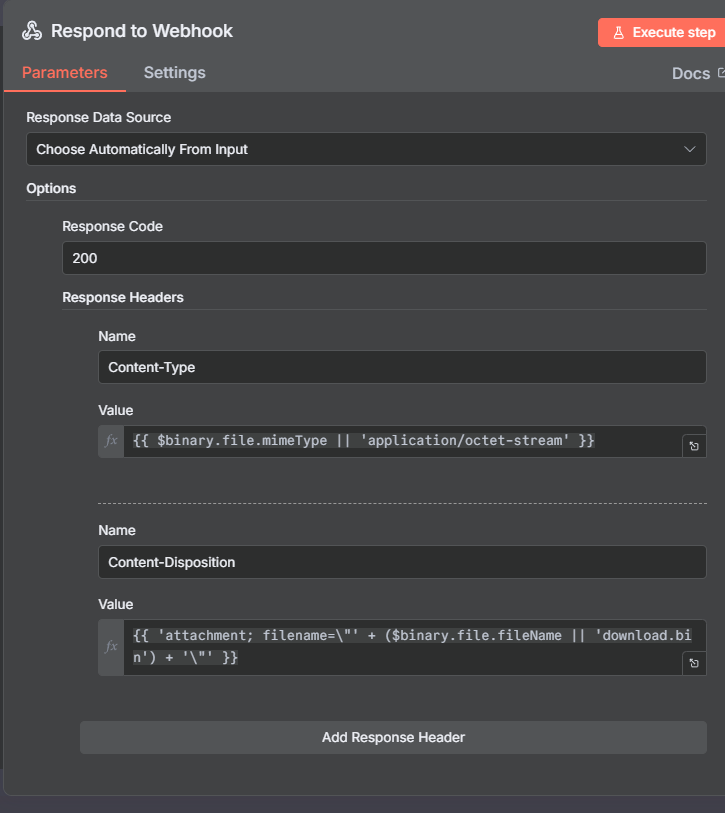 Respond to Webhook
Execute step
Parameters
Settings
Docs
Response Data Source
Choose Automatically From Input
Options
Response Code
200
Response Headers
Name
Content-Type
Value
fx
{{ $binary.file.mimeType || 'application/octet-stream' }}
Name
Content-Disposition
Value
fx
{{ 'attachment; filename=\"' + ($binary.file.fileName || 'download.bi
n') + '\"' }}
Add Response Header